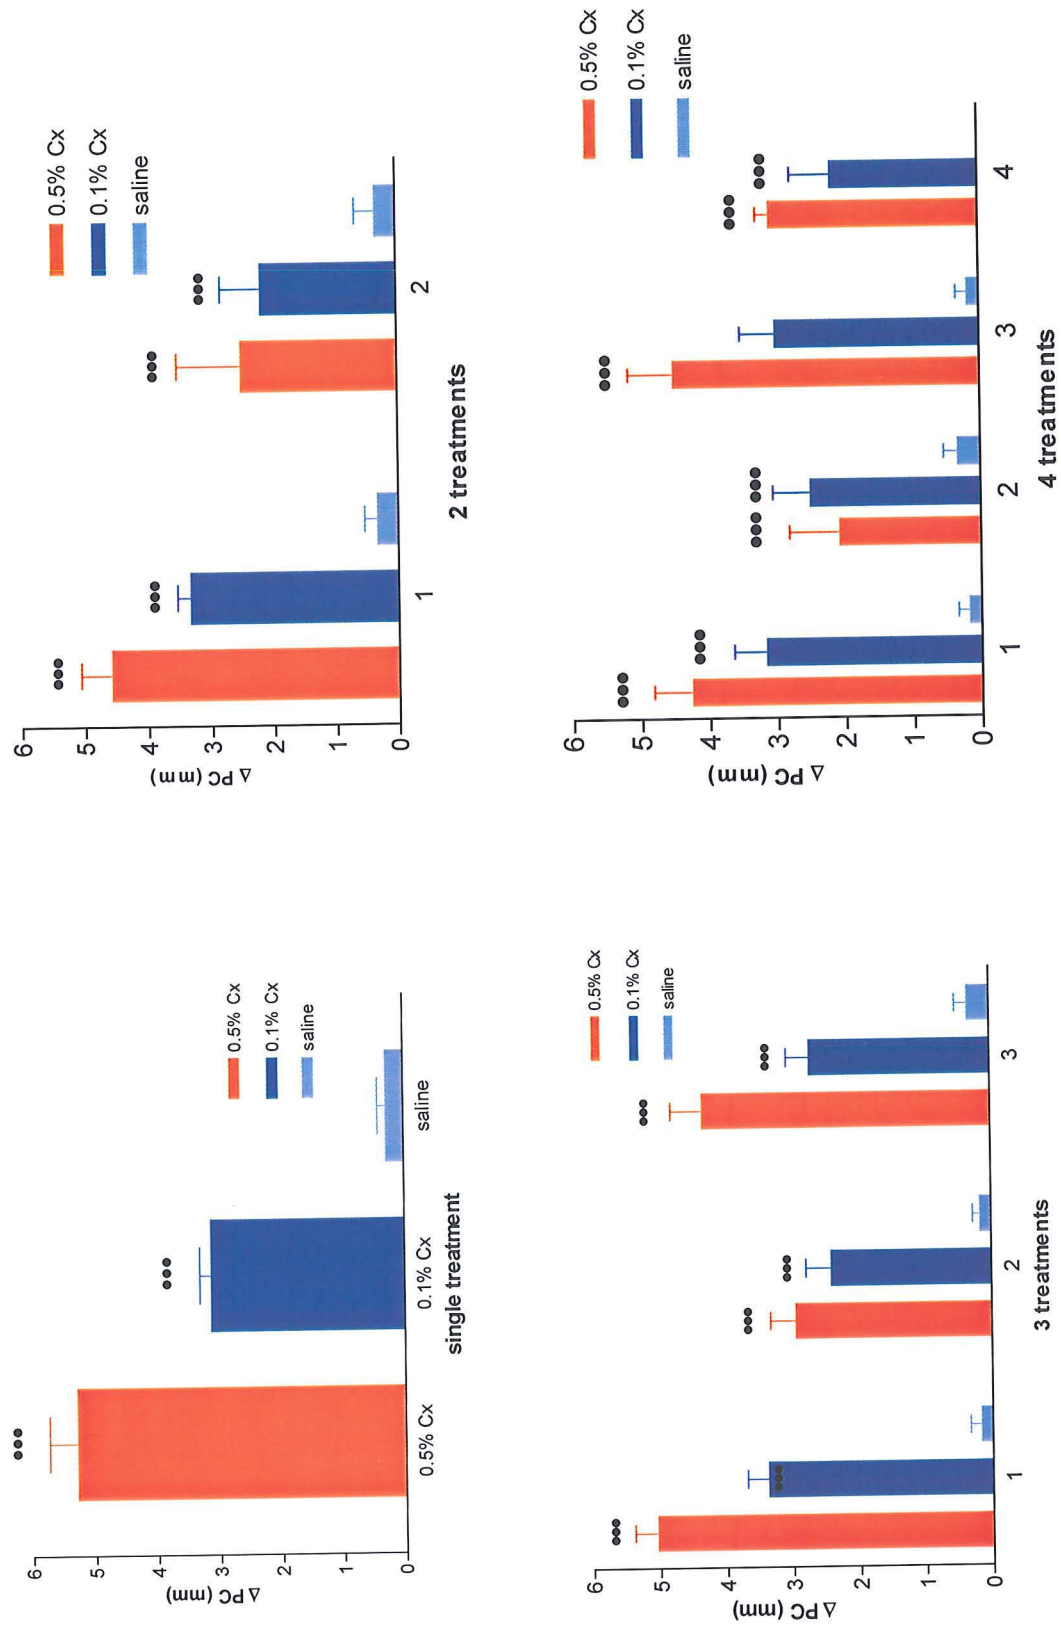 6
5
4
3
2
1
0
Δ PC (mm)
0.5% Cx
0.1% Cx
saline
0.5% Cx
0.1% Cx
saline
single treatment
6
5
4
3
2
1
0
Δ PC (mm)
0.5% Cx
0.1% Cx
saline
1
2
2 treatments
6
5
4
3
2
1
0
Δ PC (mm)
0.5% Cx
0.1% Cx
saline
1
2
3
3 treatments
6
5
4
3
2
1
0
Δ PC (mm)
0.5% Cx
0.1% Cx
saline
1
2
3
4
4 treatments